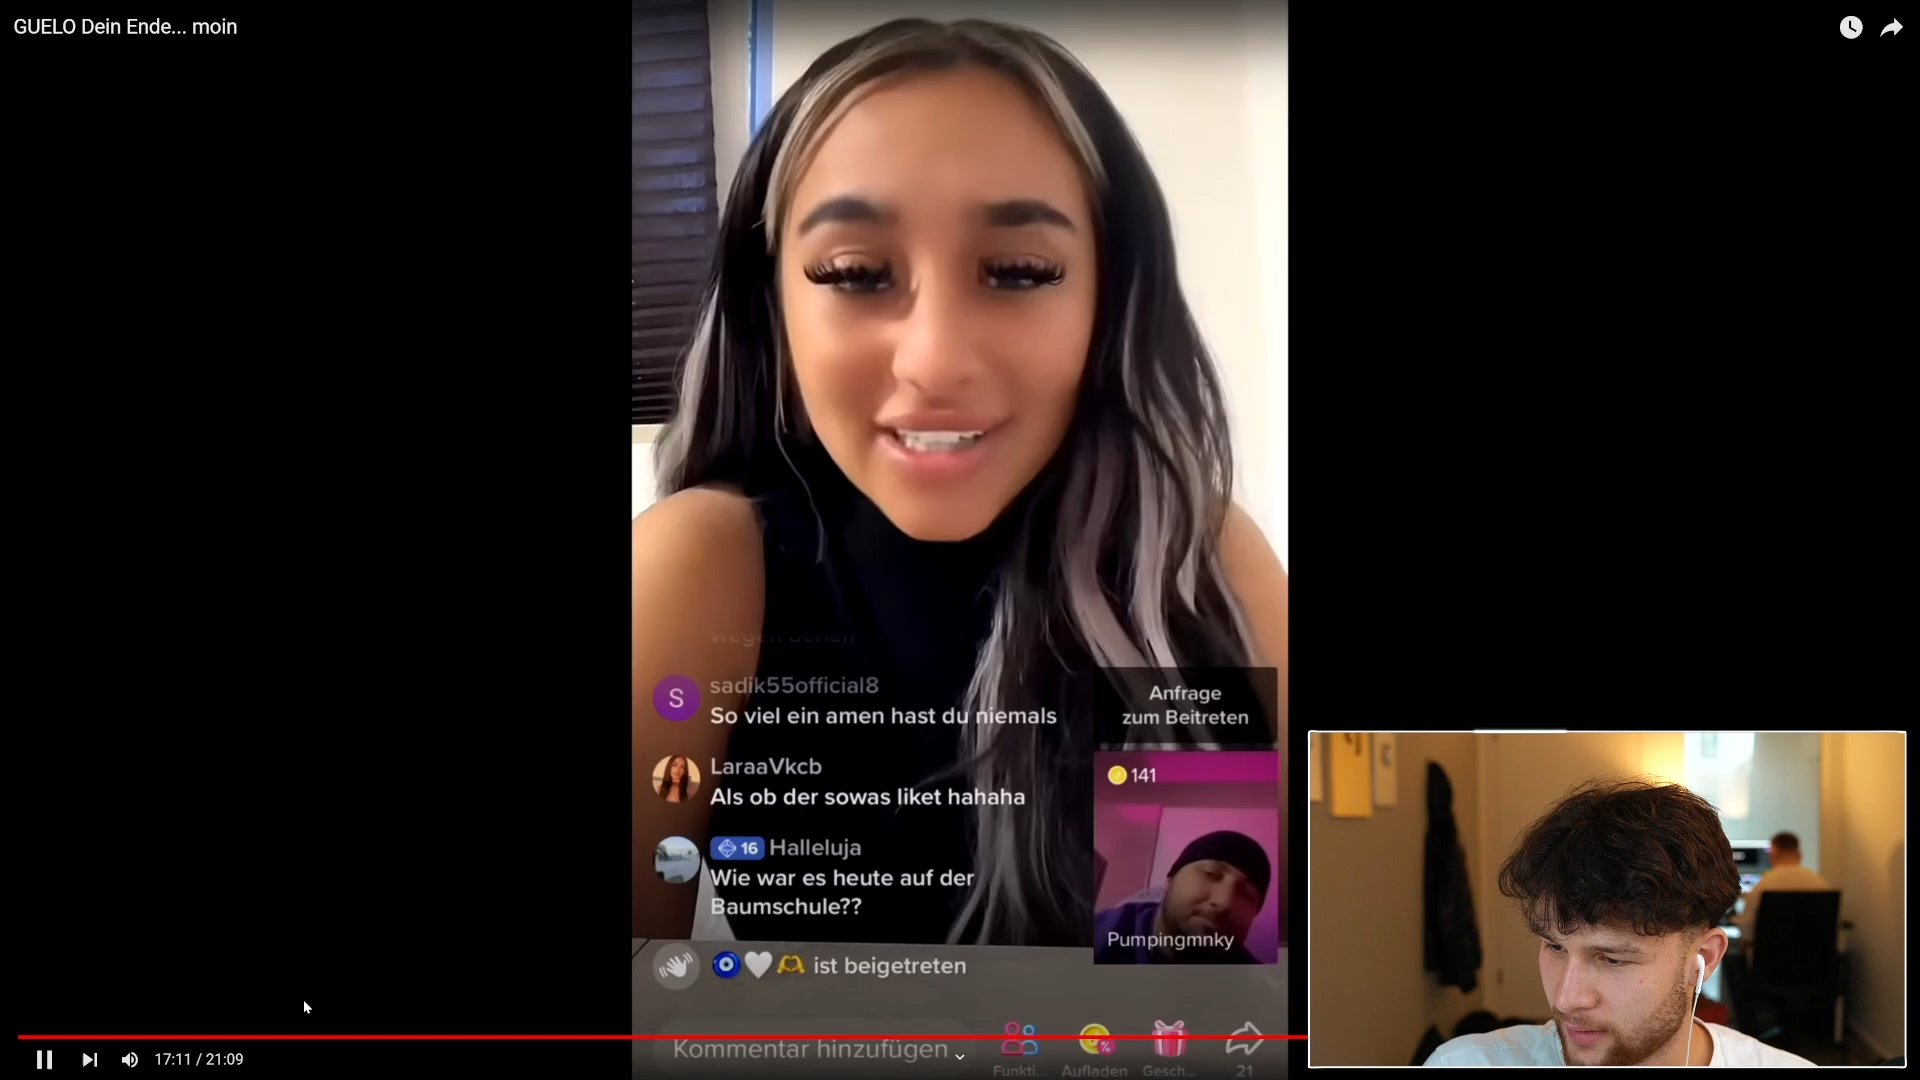 GUELO Dein Ende... moin
sadik55official8
So viel ein amen hast du niemals
LaraaVkcb
Als ob der sowas liket hahaha
16 Halleluja
Wie war es heute auf der
Baumschule??
ist beigetreten
Anfrage
zum Beitreten
141
Pumpingmnky
Kommentar hinzufügen
Funkti...
Aufladen
Gesch...
21
17:11 / 21:09
S
%